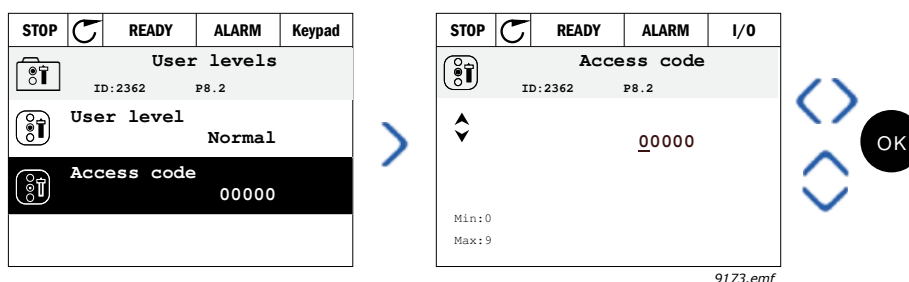 STOP READY ALARM Keypad
User levels
ID:2362 P8.2
User level
Normal
Access code
00000
STOP READY ALARM I/O
Access code
ID:2362 P8.2
00000
Min:0
Max:9
OK
9173.emf